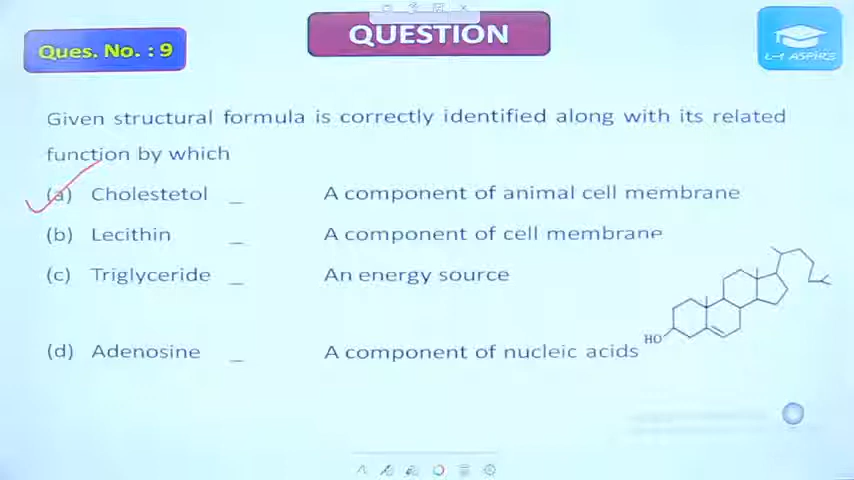 Ques. No. : 9
QUESTION
L-1 ASPIRE
Given structural formula is correctly identified along with its related
function by which
(a) Cholestetol _ A component of animal cell membrane
(b) Lecithin _ A component of cell membrane
(c) Triglyceride _ An energy source
HO
(d) Adenosine _ A component of nucleic acids